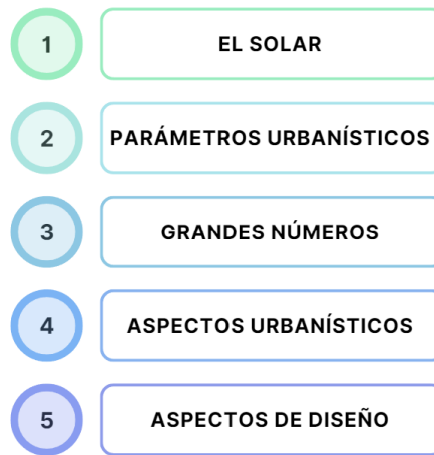 1
EL SOLAR
2
PARÁMETROS URBANÍSTICOS
3
GRANDES NÚMEROS
4
ASPECTOS URBANÍSTICOS
5
ASPECTOS DE DISEÑO